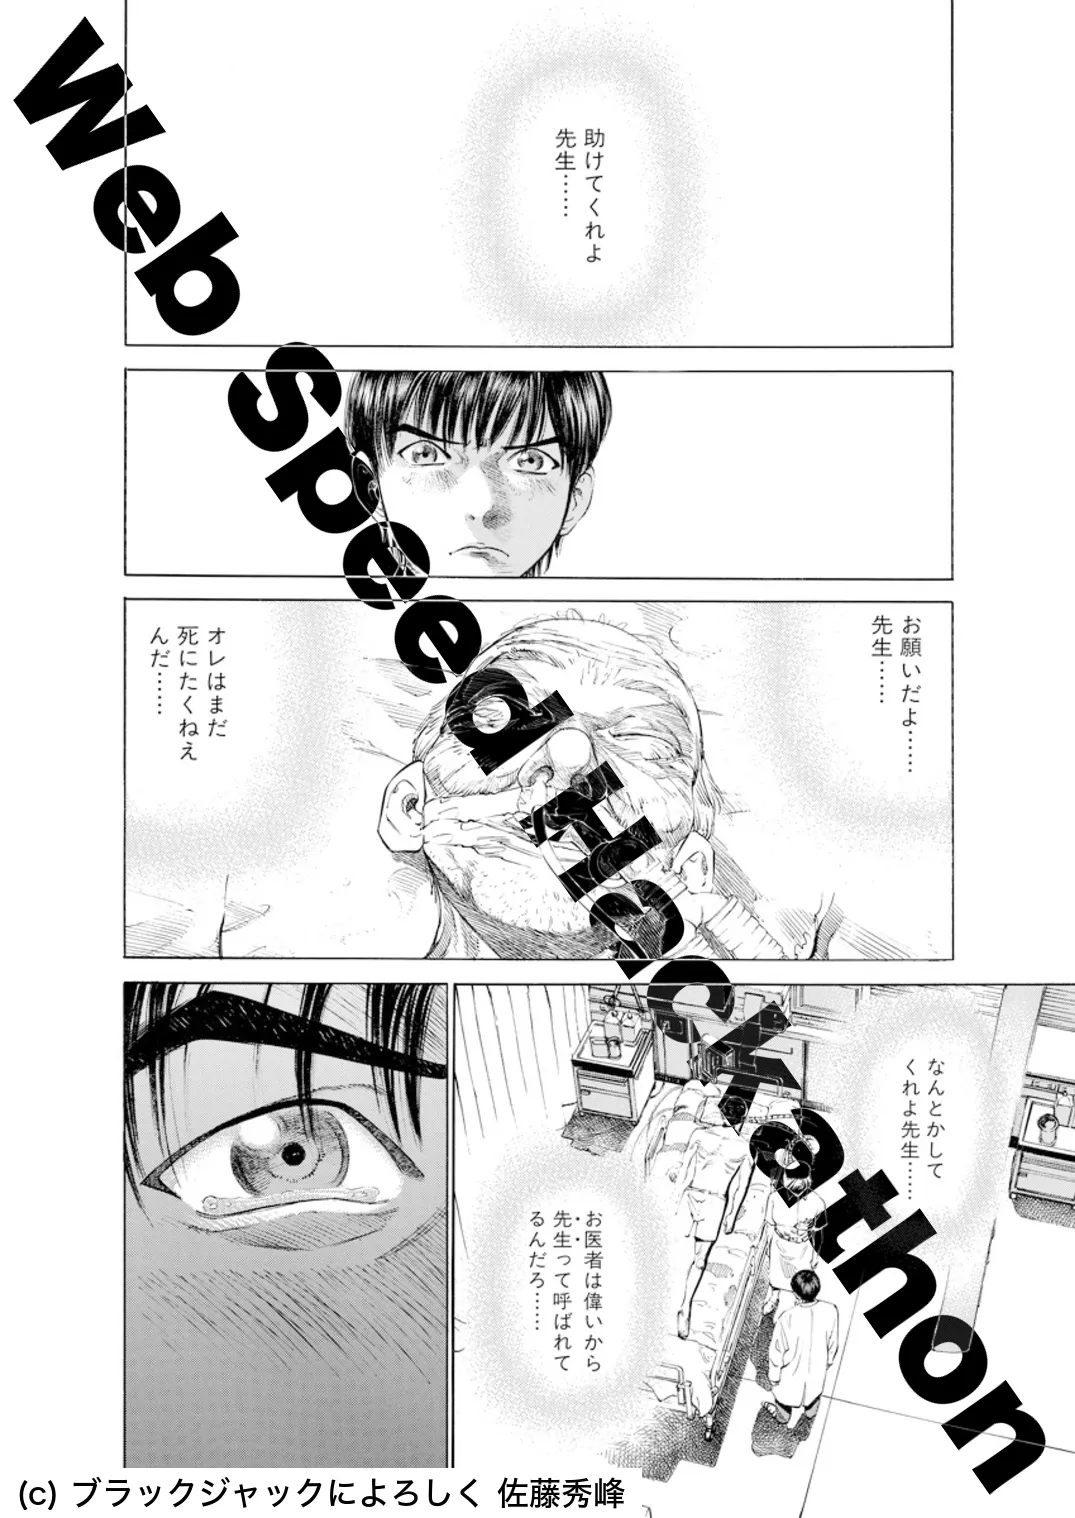 助けてくれよ
先生……
お願いだよ……
先生……
オレはまだ
死にたくねえ
んだ……
なんとかして
くれよ先生……
お医者は偉いから
先生って呼ばれて
るんだろ……
Web Speed Hackathon
(c) ブラックジャックによろしく 佐藤秀峰